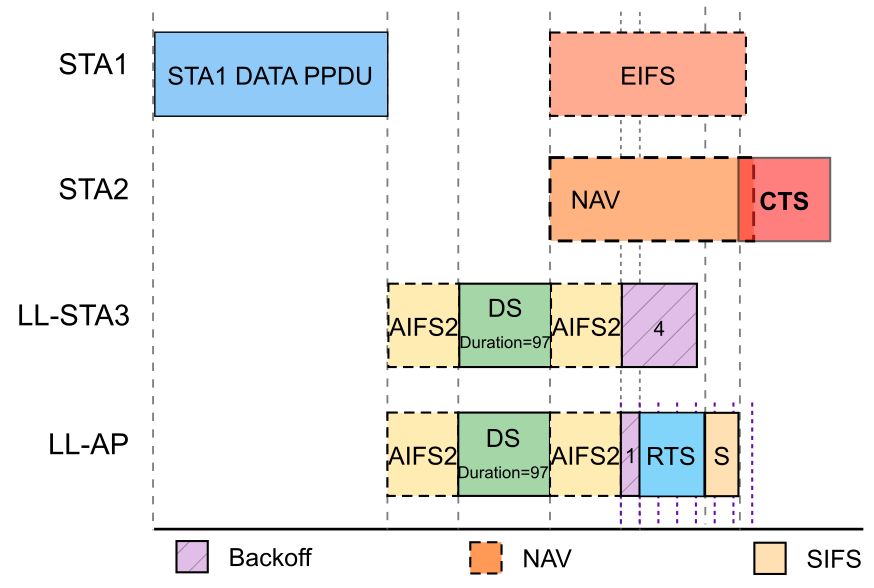 STA1
STA1 DATA PPDU
EIFS
STA2
NAV
CTS
LL-STA3
AIFS2
DS
Duration=97
AIFS2
4
LL-AP
AIFS2
DS
Duration=97
AIFS2
1
RTS
S
Backoff
NAV
SIFS